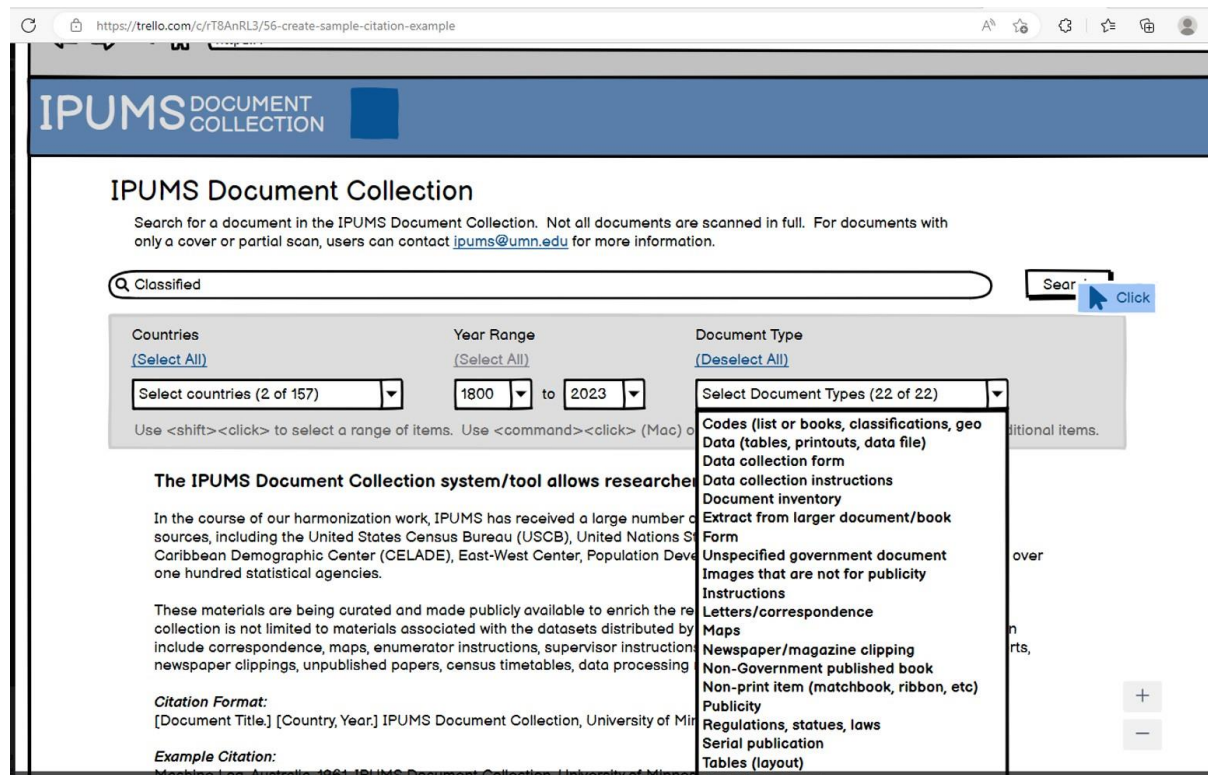 https://trello.com/c/rT8AnRL3/56-create-sample-citation-example
IPUMS DOCUMENT
COLLECTION
IPUMS Document Collection
Search for a document in the IPUMS Document Collection. Not all documents are scanned in full. For documents with
only a cover or partial scan, users can contact ipums@umn.edu for more information.
Classified
Click
Countries Year Range Document Type
(Select All) (Select All) (Deselect All)
Select countries (2 of 157) 1800 to 2023 Select Document Types (22 of 22)
Use <shift><click> to select a range of items. Use <command><click> (Mac) o
ditional items.
Codes (list or books, classifications, geo
Data (tables, printouts, data file)
Data collection form
Data collection instructions
Document inventory
Extract from larger document/book
Form
Unspecified government document
Images that are not for publicity
Instructions
Letters/correspondence
Maps
Newspaper/magazine clipping
Non-Government published book
Non-print item (matchbook, ribbon, etc)
Publicity
Regulations, statues, laws
Serial publication
Tables (layout)
The IPUMS Document Collection system/tool allows researche
In the course of our harmonization work, IPUMS has received a large number
sources, including the United States Census Bureau (USCB), United Nations
Caribbean Demographic Center (CELADE), East-West Center, Population Deve over
one hundred statistical agencies.
These materials are being curated and made publicly available to enrich the re
collection is not limited to materials associated with the datasets distributed by
include correspondence, maps, enumerator instructions, supervisor instruction rts,
newspaper clippings, unpublished papers, census timetables, data processing
Citation Format:
[Document Title.] [Country, Year.] IPUMS Document Collection, University of
Example Citation: